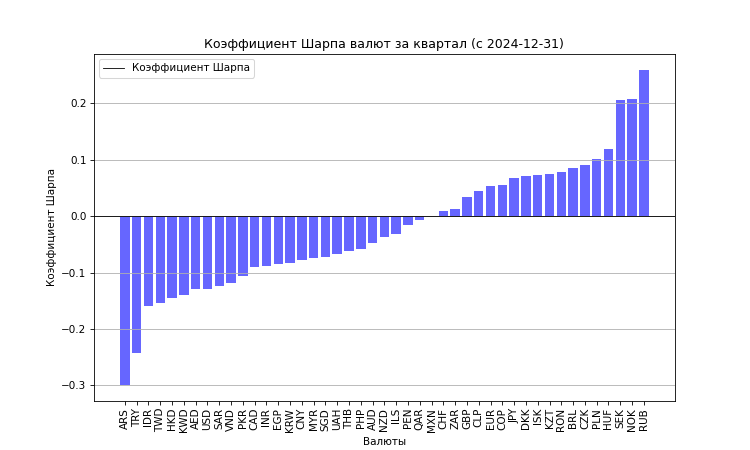 Коэффициент Шарпа валют за квартал (с 2024-12-31)
Коэффициент Шарпа
Коэффициент Шарпа
0.2
0.1
0.0
−0.1
−0.2
−0.3
ARS TRY IDR TWD HKD KWD AED USD SAR VND PKR CAD INR EGP KRW CNY MYR SGD UAH THB PHP AUD NZD ILS PEN QAR MXN CHF ZAR GBP CLP EUR COP JPY DKK ISK KZT RON BRL CZK PLN HUF SEK NOK RUB
Валюты